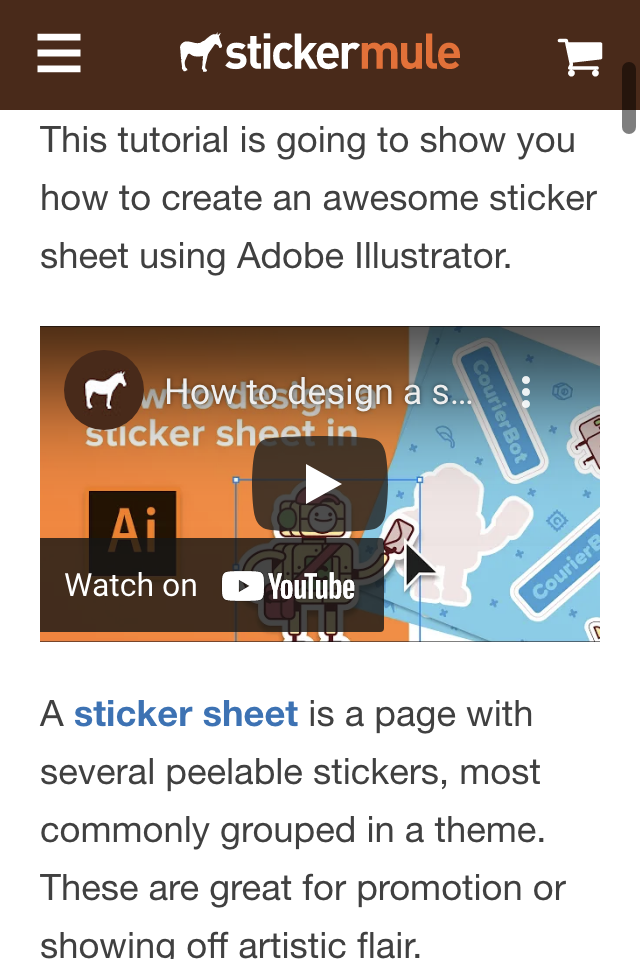 stickermule
This tutorial is going to show you
how to create an awesome sticker
sheet using Adobe Illustrator.
How to design a s...
sticker sheet in
CourierBot
Ai
Watch on YouTube
A sticker sheet is a page with
several peelable stickers, most
commonly grouped in a theme.
These are great for promotion or
showing off artistic flair.